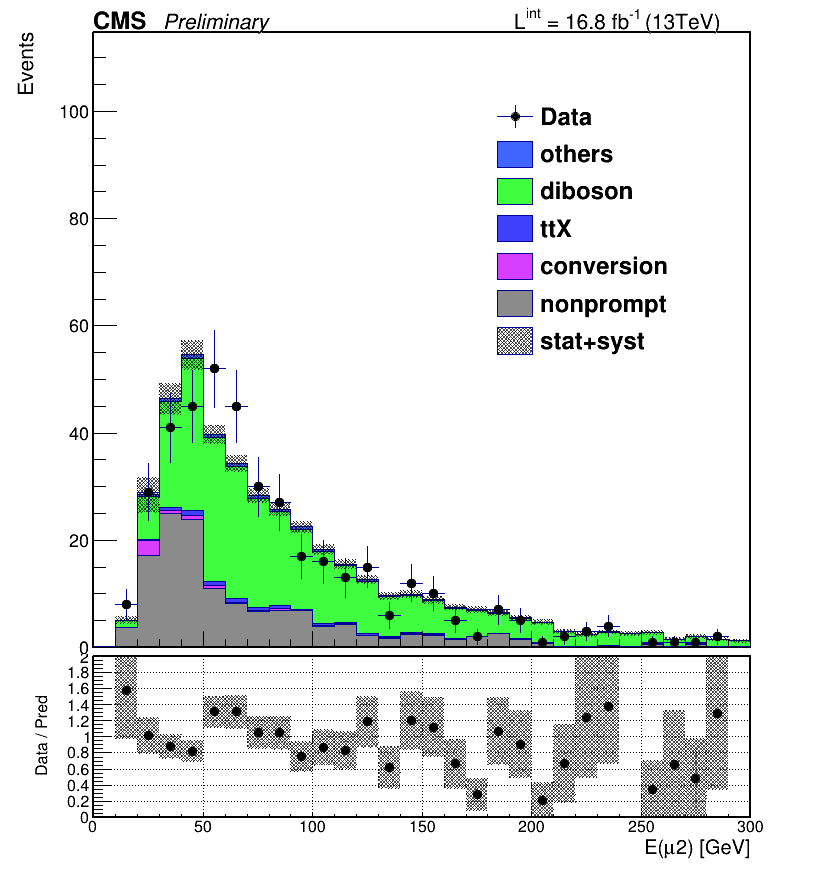 CMS Preliminary L^int = 16.8 fb^-1 (13TeV)
Events
100
80
60
40
20
0
Data
others
diboson
ttX
conversion
nonprompt
stat+syst
Data / Pred
2
1.8
1.6
1.4
1.2
1
0.8
0.6
0.4
0.2
0
0 50 100 150 200 250 300
E(μ2) [GeV]